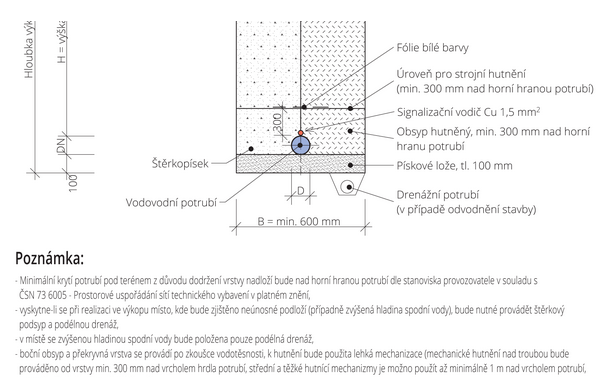 Hloubka výk
H = výšk
DN
100
300
Fólie bílé barvy
Úroveň pro strojní hutnění
(min. 300 mm nad horní hranou potrubí)
Signalizační vodič Cu 1,5 mm²
Obsyp hutněný, min. 300 mm nad horní
hranu potrubí
Pískové lože, tl. 100 mm
Drenážní potrubí
(v případě odvodnění stavby)
Štěrkopísek
Vodovodní potrubí
D
B = min. 600 mm
Poznámka:
- Minimální krytí potrubí pod terénem z důvodu dodržení vrstvy nadloží bude nad horní hranou potrubí dle stanoviska provozovatele v souladu s
ČSN 73 6005 - Prostorové uspořádání sítí technického vybavení v platném znění,
- vyskytne-li se při realizaci ve výkopu místo, kde bude zjištěno neúnosné podloží (případně zvýšená hladina spodní vody), bude nutné provádět štěrkový
podsyp a podélnou drenáž,
- v místě se zvýšenou hladinou spodní vody bude položena pouze podélná drenáž,
- boční obsyp a překryvná vrstva se provádí po zkoušce vodotěsnosti, k hutnění bude použita lehká mechanizace (mechanické hutnění nad troubou bude
prováděno od vrstvy min. 300 mm nad vrcholem hrdla potrubí, střední a těžké hutnící mechanizmy je možno použít až minimálně 1 m nad vrcholem potrubí,